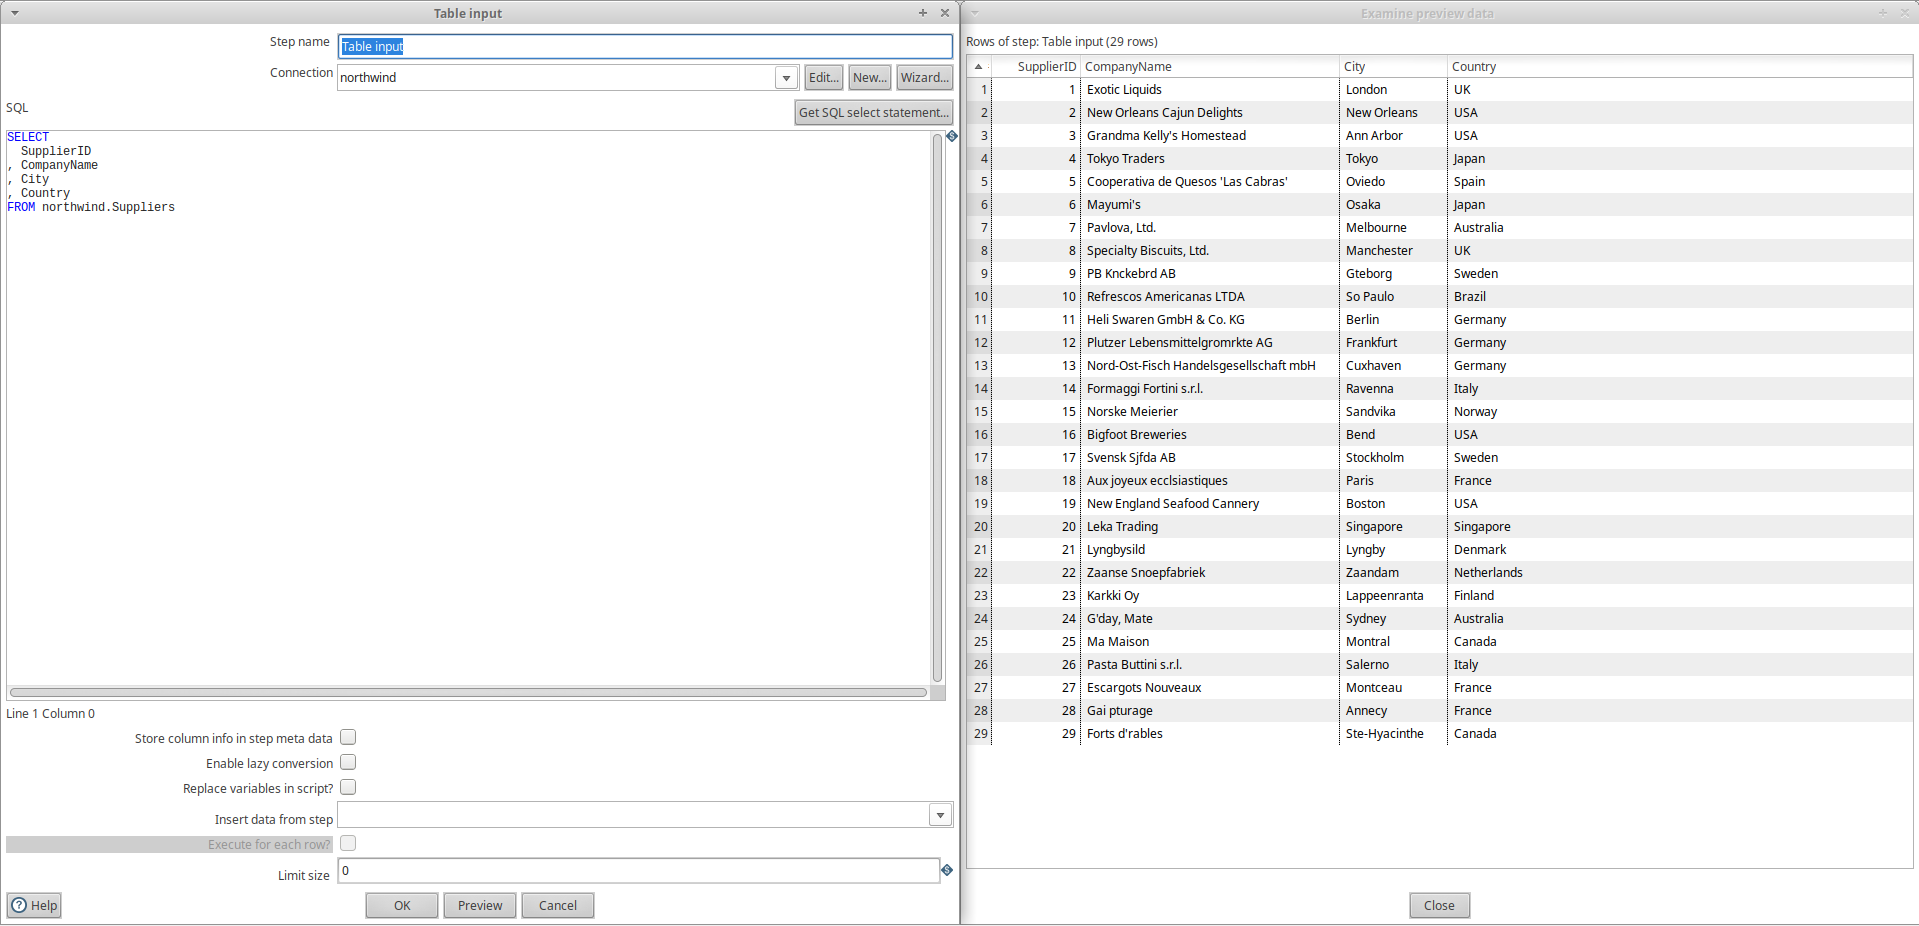 Table input
Step name
Table input
Connection
northwind
Edit...
New...
Wizard...
SQL
Get SQL select statement...
SELECT
  SupplierID
, CompanyName
, City
, Country
FROM northwind.Suppliers
Line 1 Column 0
Store column info in step meta data
Enable lazy conversion
Replace variables in script?
Insert data from step
Execute for each row?
Limit size
0
Help
OK
Preview
Cancel
Examine preview data
Rows of step: Table input (29 rows)
SupplierID CompanyName City Country
1 1 Exotic Liquids London UK
2 2 New Orleans Cajun Delights New Orleans USA
3 3 Grandma Kelly's Homestead Ann Arbor USA
4 4 Tokyo Traders Tokyo Japan
5 5 Cooperativa de Quesos 'Las Cabras' Oviedo Spain
6 6 Mayumi's Osaka Japan
7 7 Pavlova, Ltd. Melbourne Australia
8 8 Specialty Biscuits, Ltd. Manchester UK
9 9 PB Knckebrd AB Gteborg Sweden
10 10 Refrescos Americanas LTDA So Paulo Brazil
11 11 Heli Swaren GmbH & Co. KG Berlin Germany
12 12 Plutzer Lebensmittelgromrkte AG Frankfurt Germany
13 13 Nord-Ost-Fisch Handelsgesellschaft mbH Cuxhaven Germany
14 14 Formaggi Fortini s.r.l. Ravenna Italy
15 15 Norske Meierier Sandvika Norway
16 16 Bigfoot Breweries Bend USA
17 17 Svensk Sjfda AB Stockholm Sweden
18 18 Aux joyeux ecclsiastiques Paris France
19 19 New England Seafood Cannery Boston USA
20 20 Leka Trading Singapore Singapore
21 21 Lyngbysild Lyngby Denmark
22 22 Zaanse Snoepfabriek Zaandam Netherlands
23 23 Karkki Oy Lappeenranta Finland
24 24 G'day, Mate Sydney Australia
25 25 Ma Maison Montral Canada
26 26 Pasta Buttini s.r.l. Salerno Italy
27 27 Escargots Nouveaux Montceau France
28 28 Gai pturage Annecy France
29 29 Forts d'rables Ste-Hyacinthe Canada
Close